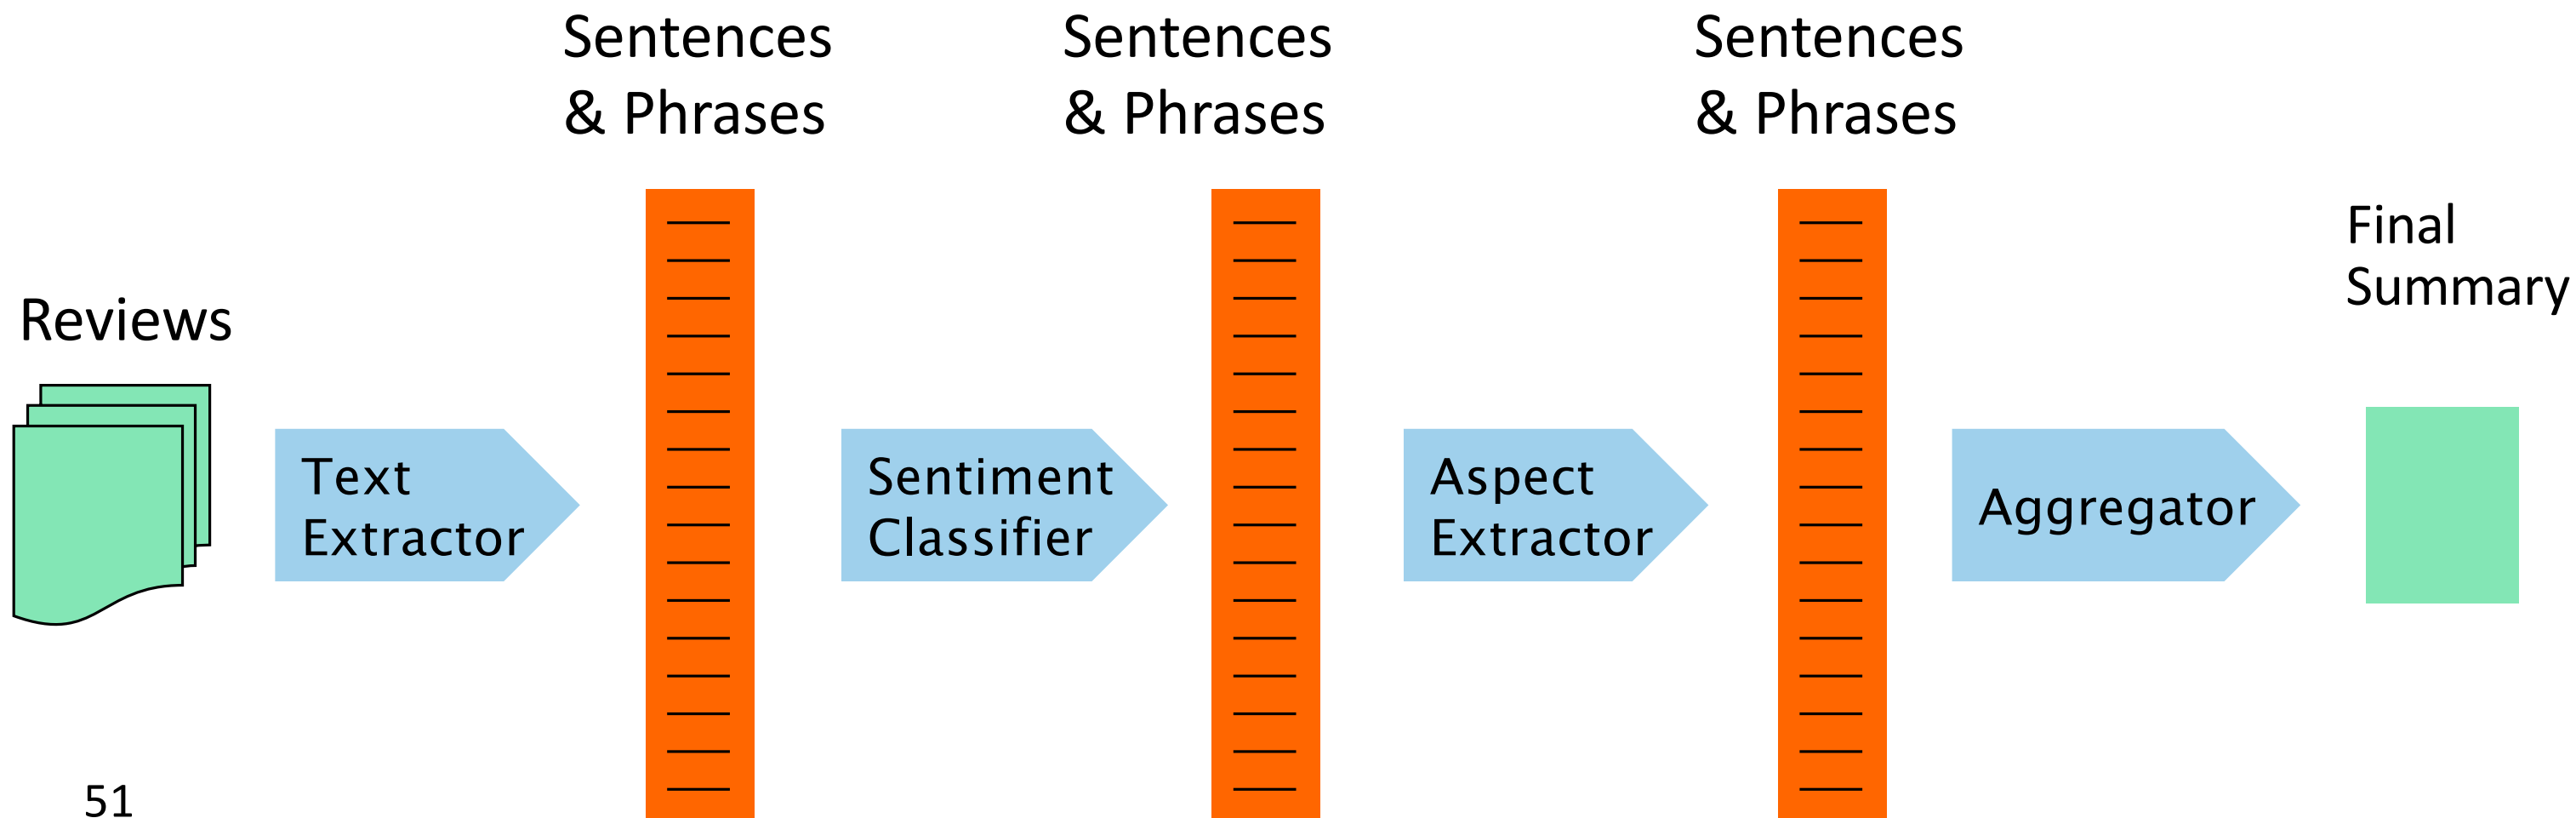 Sentences
& Phrases
Sentences
& Phrases
Sentences
& Phrases
Final
Summary
Reviews
Text
Extractor
Sentiment
Classifier
Aspect
Extractor
Aggregator
51